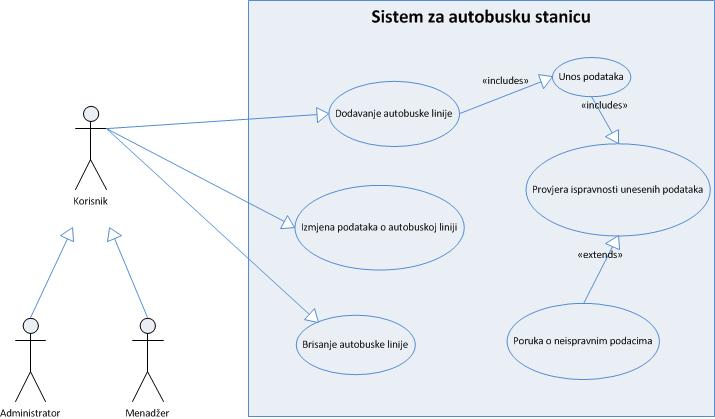 Sistem za autobusku stanicu
Unos podataka
«includes»
«includes»
Dodavanje autobuske linije
Provjera ispravnosti unesenih podataka
Korisnik
Izmjena podataka o autobuskoj liniji
«extends»
Poruka o neispravnim podacima
Brisanje autobuske linije
Administrator
Menadžer